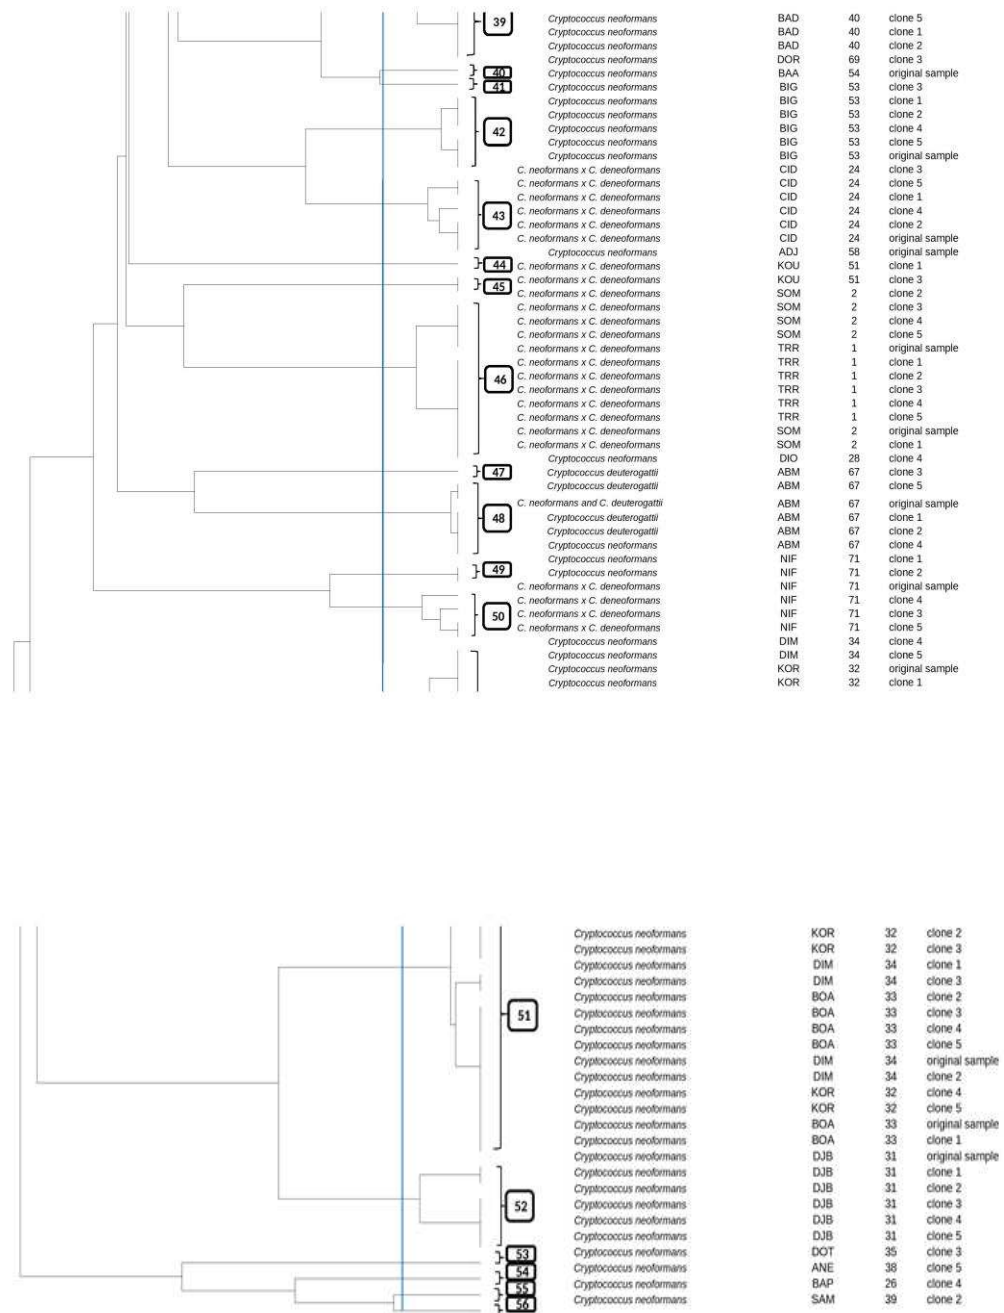 39 Cryptococcus neoformans BAD 40 clone 5
Cryptococcus neoformans BAD 40 clone 1
Cryptococcus neoformans BAD 40 clone 2
Cryptococcus neoformans DOR 69 clone 3
40 Cryptococcus neoformans BAA 54 original sample
41 Cryptococcus neoformans BIG 53 clone 3
Cryptococcus neoformans BIG 53 clone 1
Cryptococcus neoformans BIG 53 clone 2
42 Cryptococcus neoformans BIG 53 clone 4
Cryptococcus neoformans BIG 53 clone 5
Cryptococcus neoformans BIG 53 original sample
C. neoformans x C. deneoformans CID 24 clone 3
C. neoformans x C. deneoformans CID 24 clone 5
C. neoformans x C. deneoformans CID 24 clone 1
43 C. neoformans x C. deneoformans CID 24 clone 4
C. neoformans x C. deneoformans CID 24 clone 2
C. neoformans x C. deneoformans CID 24 original sample
Cryptococcus neoformans ADJ 58 original sample
44 C. neoformans x C. deneoformans KOU 51 clone 1
C. neoformans x C. deneoformans KOU 51 clone 3
45 C. neoformans x C. deneoformans SOM 2 clone 2
C. neoformans x C. deneoformans SOM 2 clone 3
C. neoformans x C. deneoformans SOM 2 clone 4
C. neoformans x C. deneoformans SOM 2 clone 5
C. neoformans x C. deneoformans TRR 1 original sample
C. neoformans x C. deneoformans TRR 1 clone 1
46 C. neoformans x C. deneoformans TRR 1 clone 2
C. neoformans x C. deneoformans TRR 1 clone 3
C. neoformans x C. deneoformans TRR 1 clone 4
C. neoformans x C. deneoformans TRR 1 clone 5
C. neoformans x C. deneoformans SOM 2 original sample
C. neoformans x C. deneoformans SOM 2 clone 1
Cryptococcus neoformans DIO 28 clone 4
47 Cryptococcus deuterogattii ABM 67 clone 3
Cryptococcus deuterogattii ABM 67 clone 5
C. neoformans and C. deuterogattii ABM 67 original sample
48 Cryptococcus deuterogattii ABM 67 clone 1
Cryptococcus deuterogattii ABM 67 clone 2
Cryptococcus neoformans ABM 67 clone 4
Cryptococcus neoformans NIF 71 clone 1
49 Cryptococcus neoformans NIF 71 clone 2
C. neoformans x C. deneoformans NIF 71 original sample
C. neoformans x C. deneoformans NIF 71 clone 4
50 C. neoformans x C. deneoformans NIF 71 clone 3
C. neoformans x C. deneoformans NIF 71 clone 5
Cryptococcus neoformans DIM 34 clone 4
Cryptococcus neoformans DIM 34 clone 5
Cryptococcus neoformans KOR 32 original sample
Cryptococcus neoformans KOR 32 clone 1
Cryptococcus neoformans KOR 32 clone 2
Cryptococcus neoformans KOR 32 clone 3
Cryptococcus neoformans DIM 34 clone 1
Cryptococcus neoformans DIM 34 clone 3
Cryptococcus neoformans BOA 33 clone 2
51 Cryptococcus neoformans BOA 33 clone 3
Cryptococcus neoformans BOA 33 clone 4
Cryptococcus neoformans BOA 33 clone 5
Cryptococcus neoformans DIM 34 original sample
Cryptococcus neoformans DIM 34 clone 2
Cryptococcus neoformans KOR 32 clone 4
Cryptococcus neoformans KOR 32 clone 5
Cryptococcus neoformans BOA 33 original sample
Cryptococcus neoformans BOA 33 clone 1
Cryptococcus neoformans DJB 31 original sample
Cryptococcus neoformans DJB 31 clone 1
Cryptococcus neoformans DJB 31 clone 2
52 Cryptococcus neoformans DJB 31 clone 3
Cryptococcus neoformans DJB 31 clone 4
Cryptococcus neoformans DJB 31 clone 5
53 Cryptococcus neoformans DOT 35 clone 3
54 Cryptococcus neoformans ANE 38 clone 5
55 Cryptococcus neoformans BAP 26 clone 4
56 Cryptococcus neoformans SAM 39 clone 2